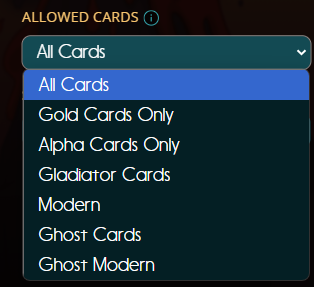 ALLOWED CARDS
All Cards
All Cards
Gold Cards Only
Alpha Cards Only
Gladiator Cards
Modern
Ghost Cards
Ghost Modern